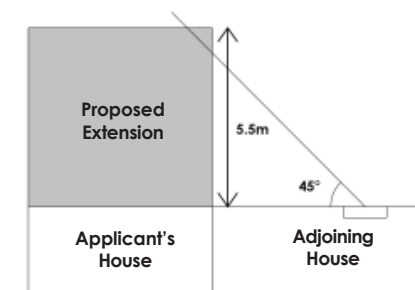 Proposed
Extension
5.5m
45°
Applicant's
House
Adjoining
House